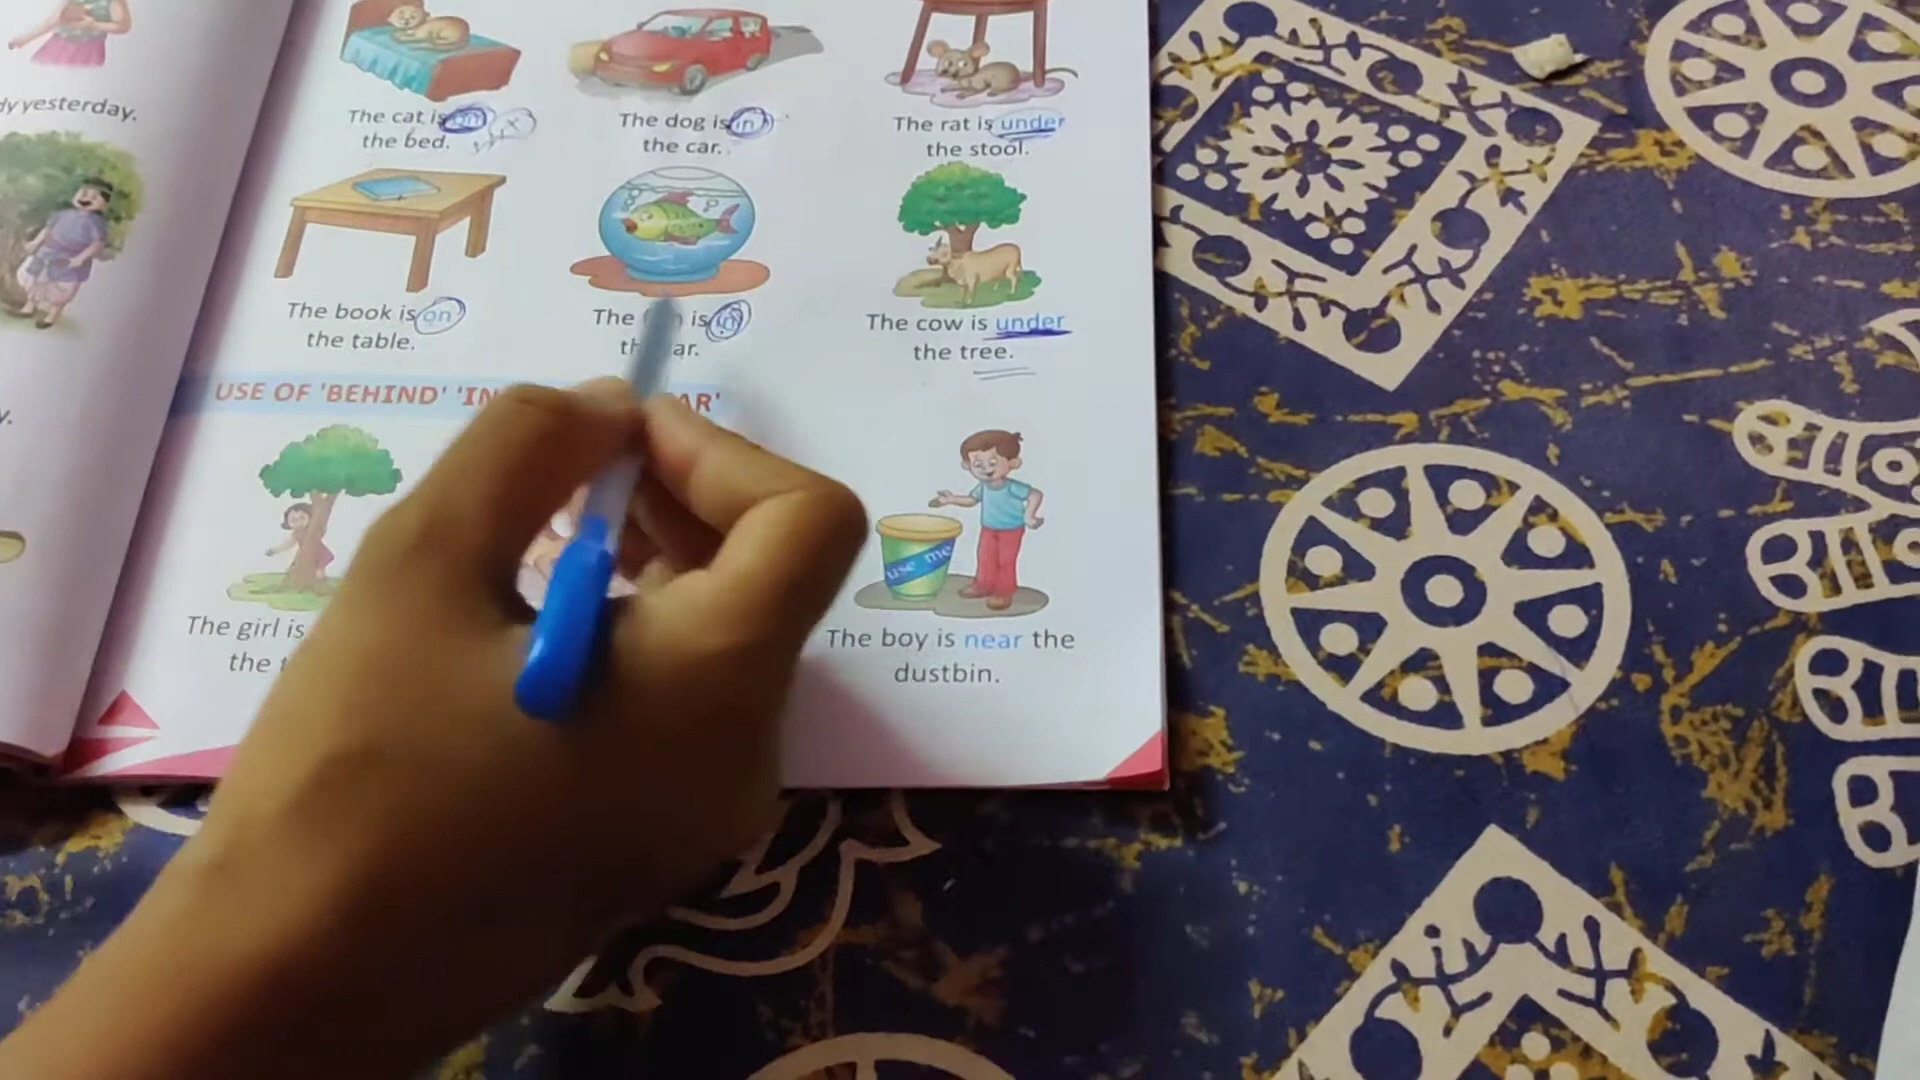 dy yesterday.
The cat is on
the bed.
The dog is in
the car.
The rat is under
the stool.
The book is on
the table.
The is in
The cow is under
the tree.
USE OF 'BEHIND' 'IN
The girl is
the
The boy is near the
dustbin.
use me
y.